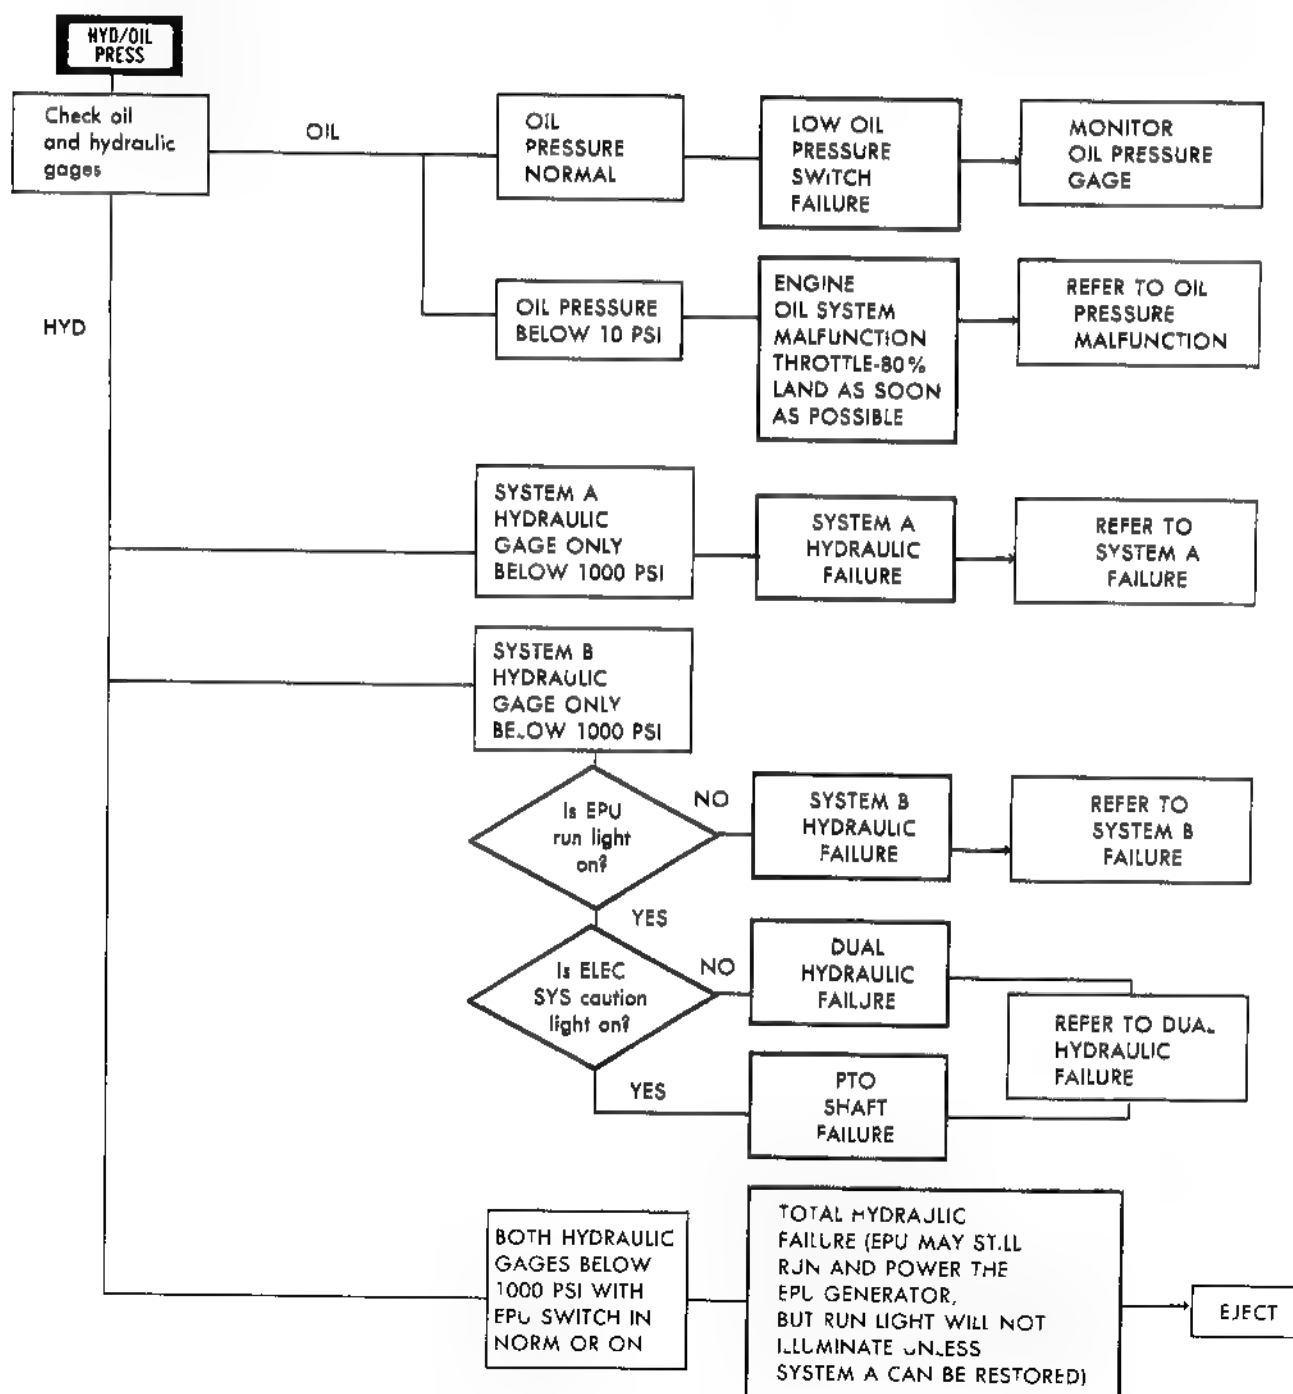 HYD/OIL
PRESS
Check oil
and hydraulic
gages
OIL
OIL
PRESSURE
NORMAL
LOW OIL
PRESSURE
SWITCH
FAILURE
MONITOR
OIL PRESSURE
GAGE
HYD
OIL PRESSURE
BELOW 10 PSI
ENGINE
OIL SYSTEM
MALFUNCTION
THROTTLE-80%
LAND AS SOON
AS POSSIBLE
REFER TO OIL
PRESSURE
MALFUNCTION
SYSTEM A
HYDRAULIC
GAGE ONLY
BELOW 1000 PSI
SYSTEM A
HYDRAULIC
FAILURE
REFER TO
SYSTEM A
FAILURE
SYSTEM B
HYDRAULIC
GAGE ONLY
BELOW 1000 PSI
Is EPU
run light
on?
NO
SYSTEM B
HYDRAULIC
FAILURE
REFER TO
SYSTEM B
FAILURE
YES
Is ELEC
SYS caution
light on?
NO
DUAL
HYDRAULIC
FAILURE
REFER TO DUAL
HYDRAULIC
FAILURE
YES
PTO
SHAFT
FAILURE
BOTH HYDRAULIC
GAGES BELOW
1000 PSI WITH
EPU SWITCH IN
NORM OR ON
TOTAL HYDRAULIC
FAILURE (EPU MAY STILL
RUN AND POWER THE
EPU GENERATOR,
BUT RUN LIGHT WILL NOT
ILLUMINATE UNLESS
SYSTEM A CAN BE RESTORED)
EJECT